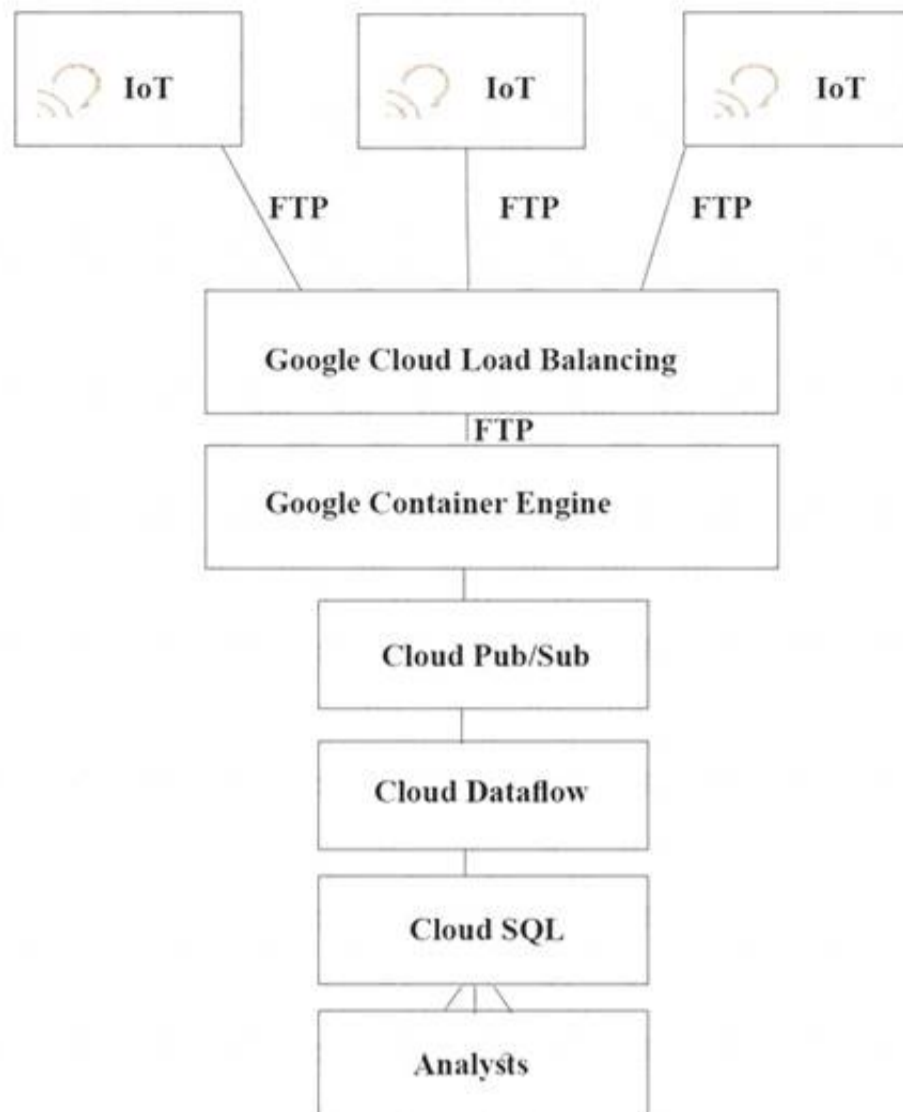 IoT
IoT
IoT
FTP
FTP
FTP
Google Cloud Load Balancing
FTP
Google Container Engine
Cloud Pub/Sub
Cloud Dataflow
Cloud SQL
Analysts